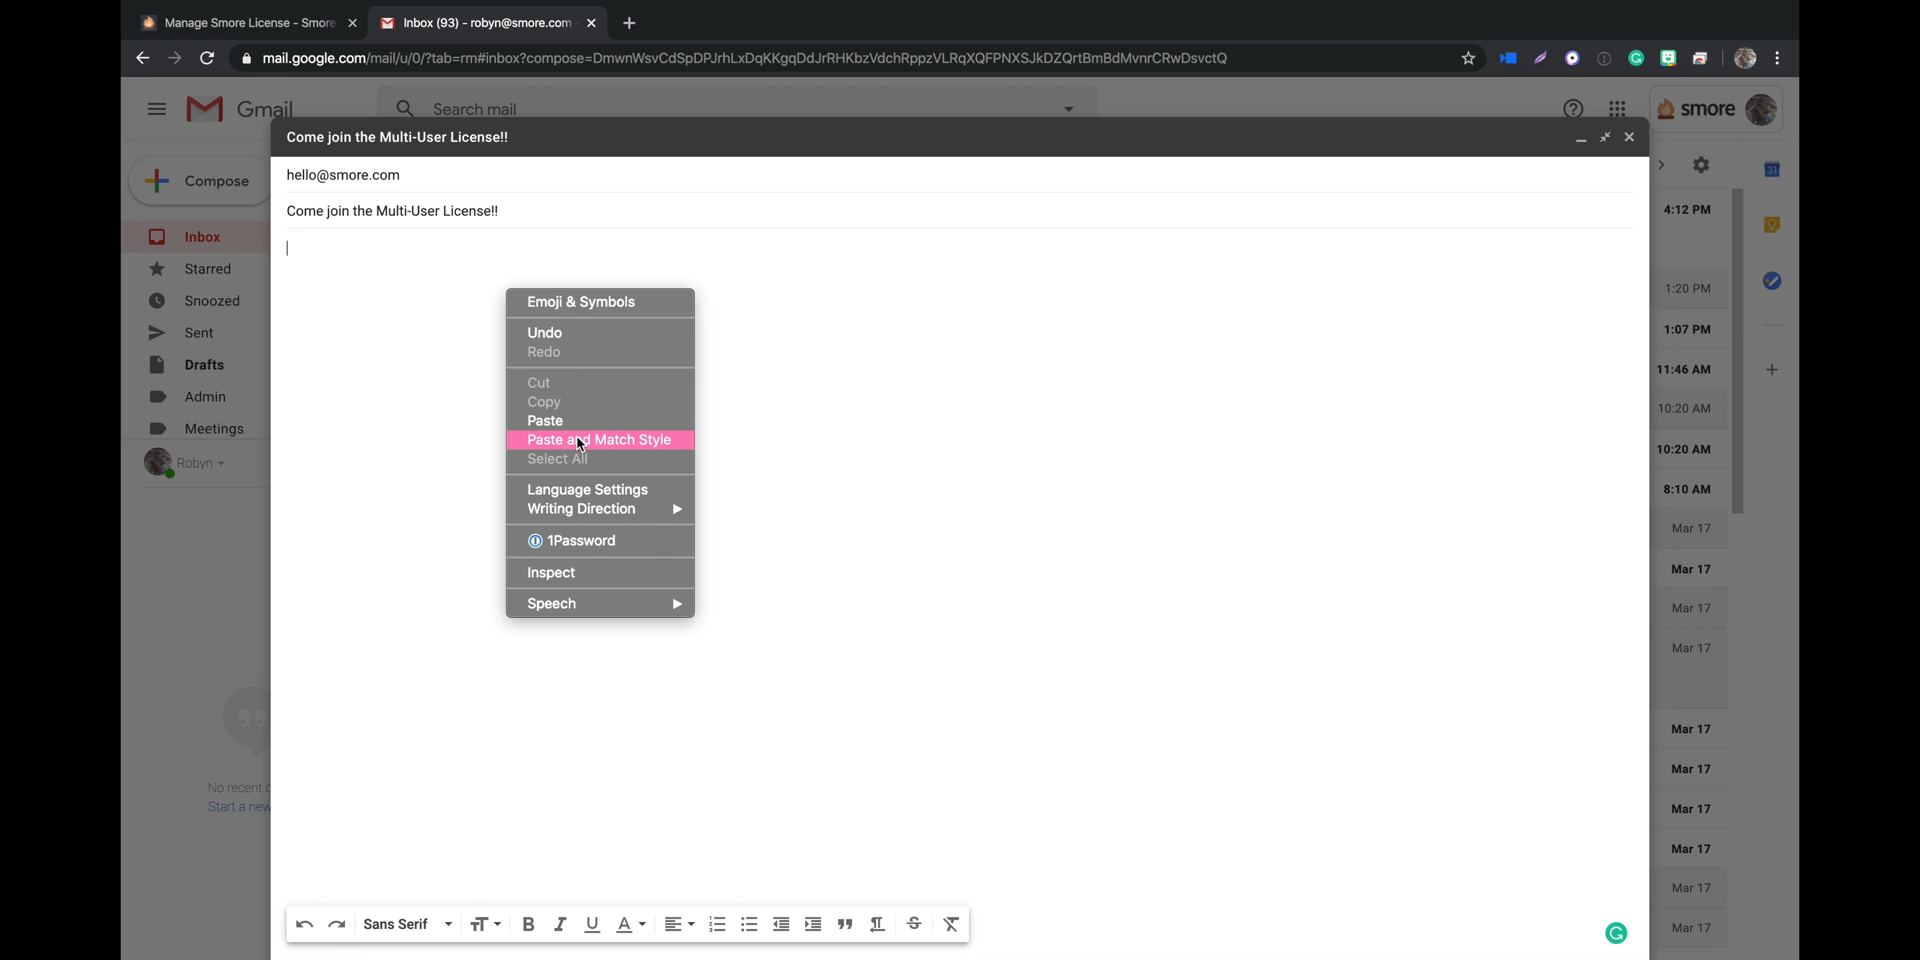 Manage Smore License - Smore
Inbox (93) - robyn@smore.com
mail.google.com/mail/u/0/?tab=rm#inbox?compose=DmwnWsvCdSpDPJrhLxDqKKgqDdJrRHKbzVdchRppzVLRqXQFPNXSJkDZQrtBmBdMvnrCRwDsvctQ
Gmail
Search mail
smore
Come join the Multi-User License!!
hello@smore.com
Come join the Multi-User License!!
Compose
Inbox
Starred
Snoozed
Sent
Drafts
Admin
Meetings
Robyn
No recent
Start a new
Emoji & Symbols
Undo
Redo
Cut
Copy
Paste
Paste and Match Style
Select All
Language Settings
Writing Direction
1Password
Inspect
Speech
4:12 PM
1:20 PM
1:07 PM
11:46 AM
10:20 AM
10:20 AM
8:10 AM
Mar 17
Mar 17
Mar 17
Mar 17
Mar 17
Mar 17
Mar 17
Mar 17
Mar 17
Mar 17
31
Sans Serif